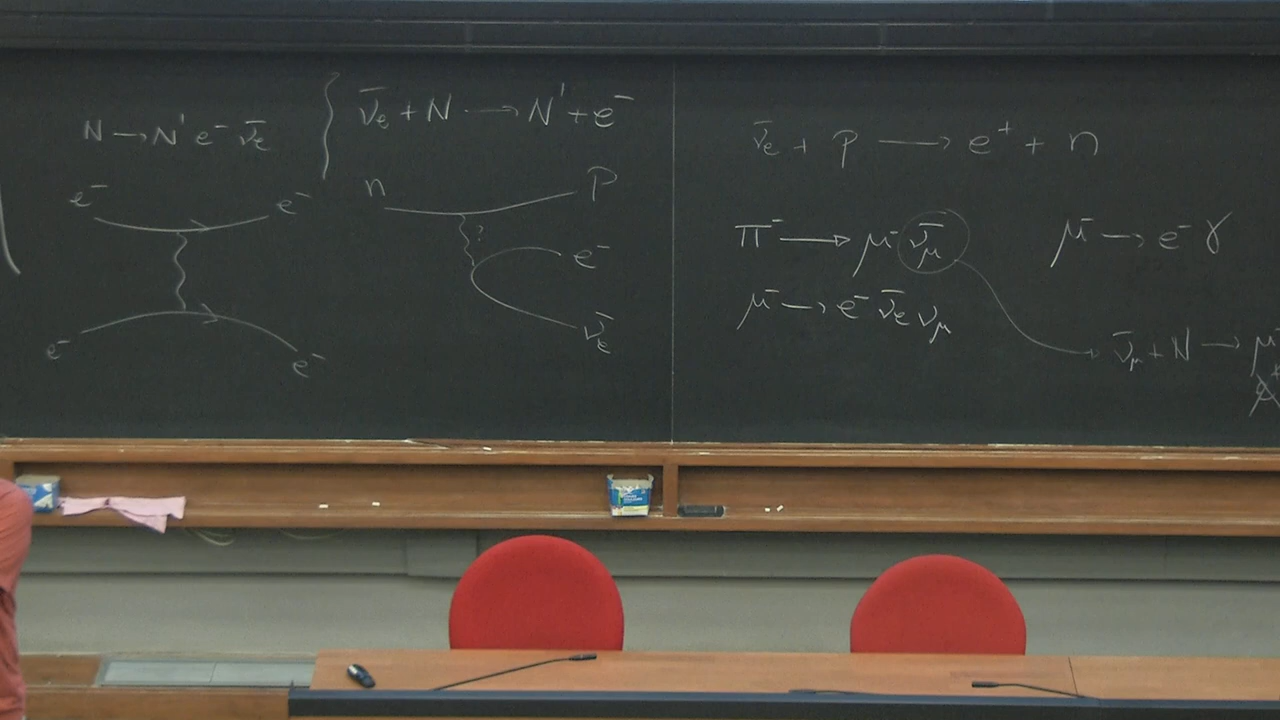 N → N' e⁻ ν̄e
ν̄e + N → N' + e⁻
e⁻ e⁻
e⁻ e⁻
n P
?
e⁻
ν̄e
ν̄e + p → e⁺ + n
π⁻ → μ⁻ ν̄μ
μ⁻ → e⁻ γ
μ⁻ → e⁻ ν̄e νμ
ν̄μ + N → μ